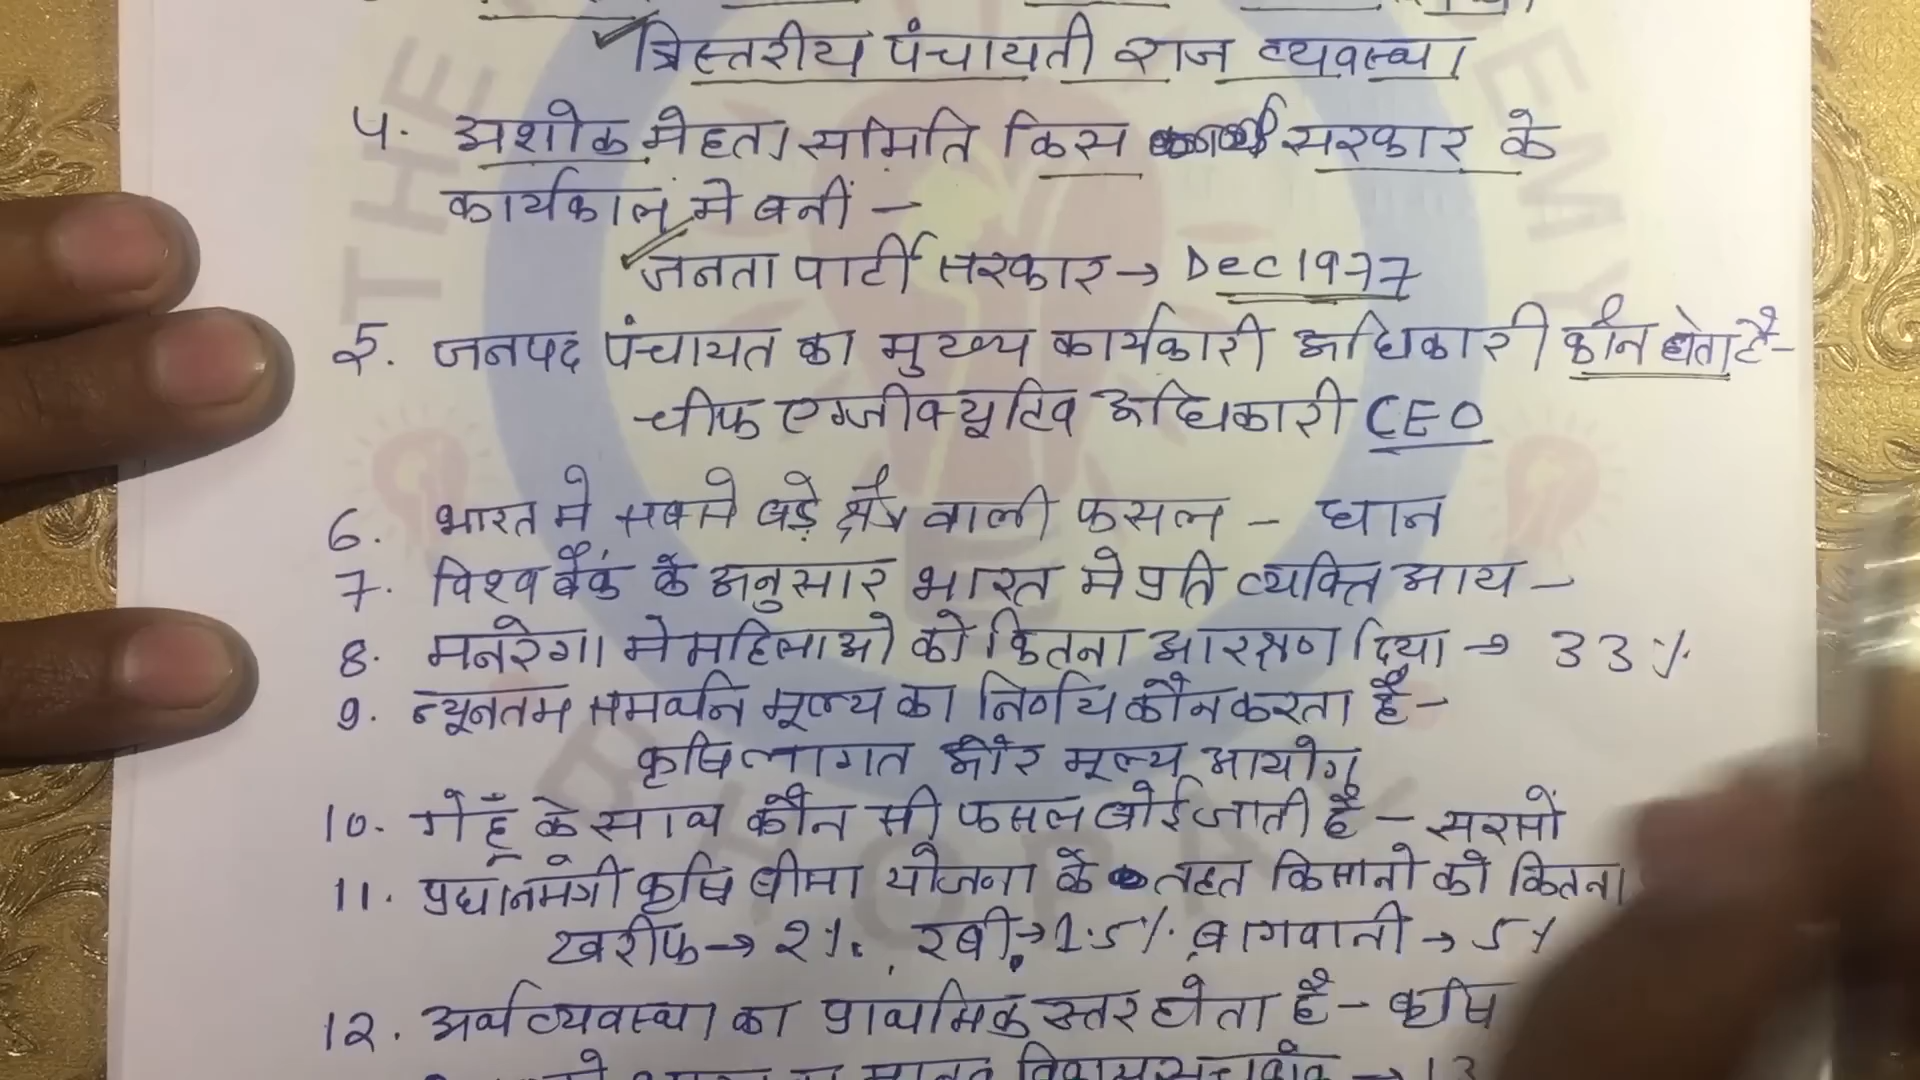 त्रिस्तरीय पंचायती राज व्यवस्था
4. अशोक मेहता समिति किस सरकार के
कार्यकाल में बनी -
जनता पार्टी सरकार → Dec 1977
5. जनपद पंचायत का मुख्य कार्यकारी अधिकारी कौन होता है -
चीफ एग्जीक्यूटिव अधिकारी CEO
6. भारत मे सबसे बड़े क्षेत्र वाली फसल - धान
7. विश्व बैंक के अनुसार भारत मे प्रति व्यक्ति आय -
8. मनरेगा मे महिलाओ को कितना आरक्षण दिया → 33%
9. न्यूनतम समर्थन मूल्य का निर्णय कौन करता है -
कृषि लागत और मूल्य आयोग
10. गेहूँ के साथ कौन सी फसल बोई जाती है - सरसों
11. प्रधानमंत्री कृषि बीमा योजना के तहत किसानो को कितना
खरीफ → 2%. रबी → 1.5%. बागवानी → 5%
12. अर्थव्यवस्था का प्राथमिक स्तर होता है - कृषि
THE
EMY
BHOPA